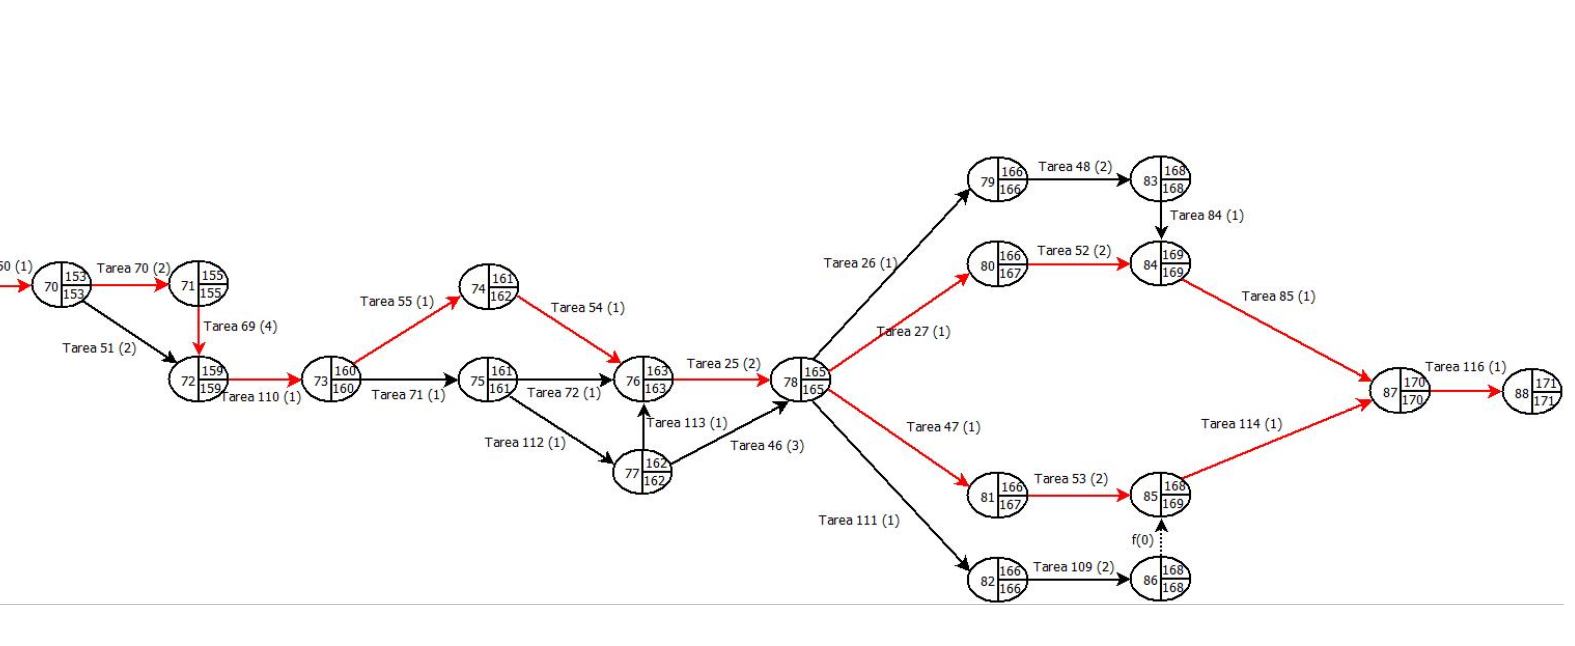 50 (1)
70 153 153
Tarea 70 (2)
71 155 155
Tarea 69 (4)
Tarea 51 (2)
72 159 159
Tarea 110 (1)
73 160 160
Tarea 55 (1)
74 161 162
Tarea 54 (1)
Tarea 71 (1)
75 161 161
Tarea 72 (1)
76 163 163
Tarea 112 (1)
77 162 162
Tarea 113 (1)
Tarea 46 (3)
Tarea 25 (2)
78 165 165
Tarea 26 (1)
79 166 166
Tarea 48 (2)
83 168 168
Tarea 84 (1)
Tarea 27 (1)
80 166 167
Tarea 52 (2)
84 169 169
Tarea 85 (1)
Tarea 47 (1)
81 166 167
Tarea 53 (2)
85 168 169
Tarea 114 (1)
Tarea 111 (1)
82 166 166
Tarea 109 (2)
86 168 168
f(0)
87 170 170
Tarea 116 (1)
88 171 171